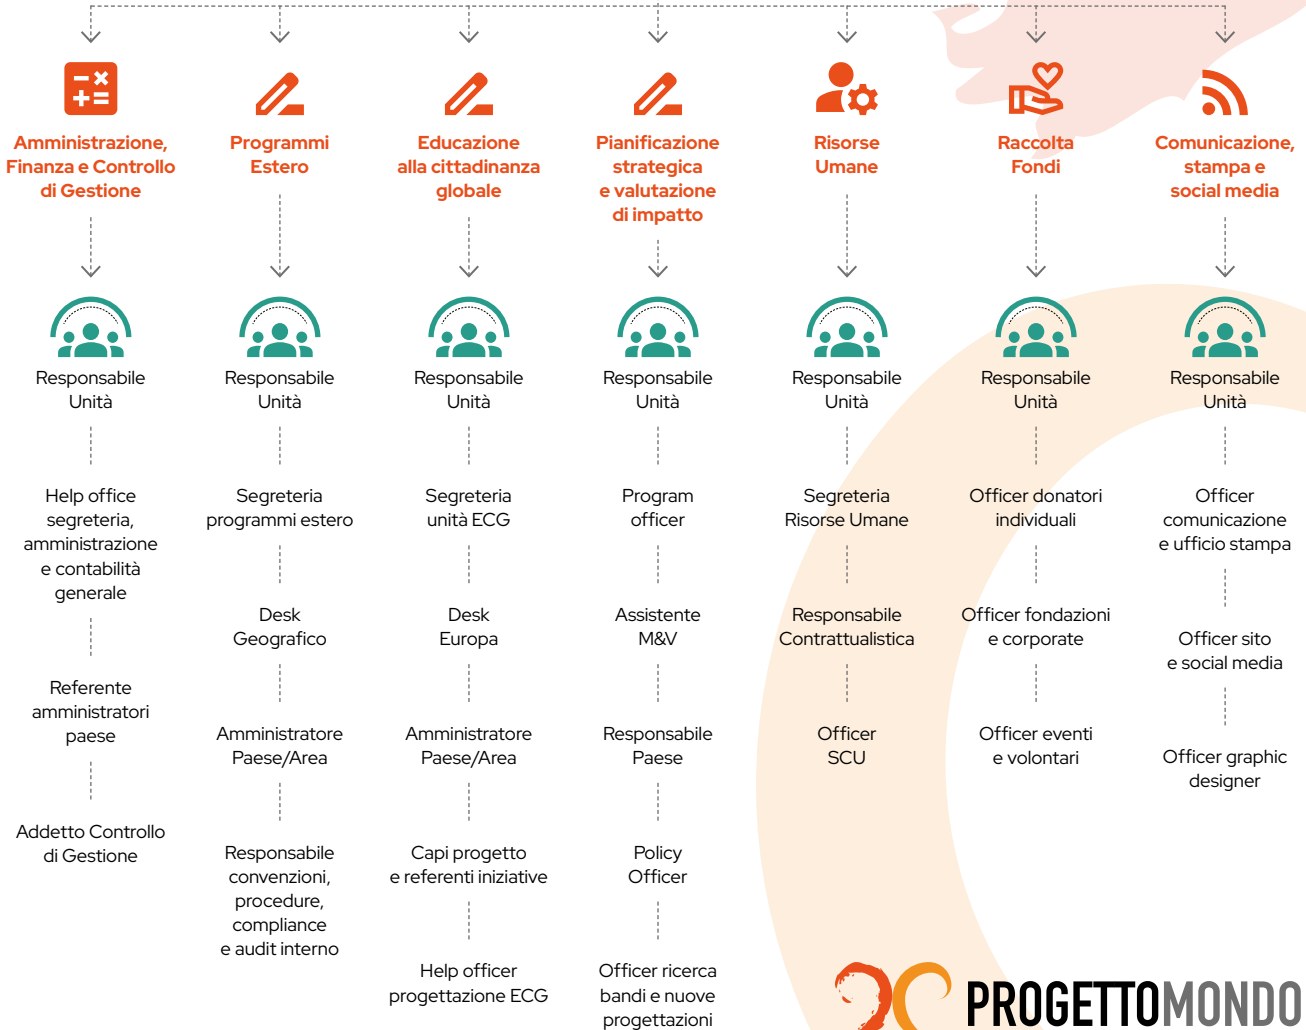 Amministrazione,
Finanza e Controllo
di Gestione
Programmi
Estero
Educazione
alla cittadinanza
globale
Pianificazione
strategica
e valutazione
di impatto
Risorse
Umane
Raccolta
Fondi
Comunicazione,
stampa e
social media
Responsabile
Unità
Responsabile
Unità
Responsabile
Unità
Responsabile
Unità
Responsabile
Unità
Responsabile
Unità
Responsabile
Unità
Help office
segreteria,
amministrazione
e contabilità
generale
Referente
amministratori
paese
Addetto Controllo
di Gestione
Segreteria
programmi estero
Desk
Geografico
Amministratore
Paese/Area
Responsabile
convenzioni,
procedure,
compliance
e audit interno
Segreteria
unità ECG
Desk
Europa
Amministratore
Paese/Area
Capi progetto
e referenti iniziative
Help officer
progettazione ECG
Program
officer
Assistente
M&V
Responsabile
Paese
Policy
Officer
Officer ricerca
bandi e nuove
progettazioni
Segreteria
Risorse Umane
Responsabile
Contrattualistica
Officer
SCU
Officer donatori
individuali
Officer fondazioni
e corporate
Officer eventi
e volontari
Officer
comunicazione
e ufficio stampa
Officer sito
e social media
Officer graphic
designer
PROGETTOMONDO